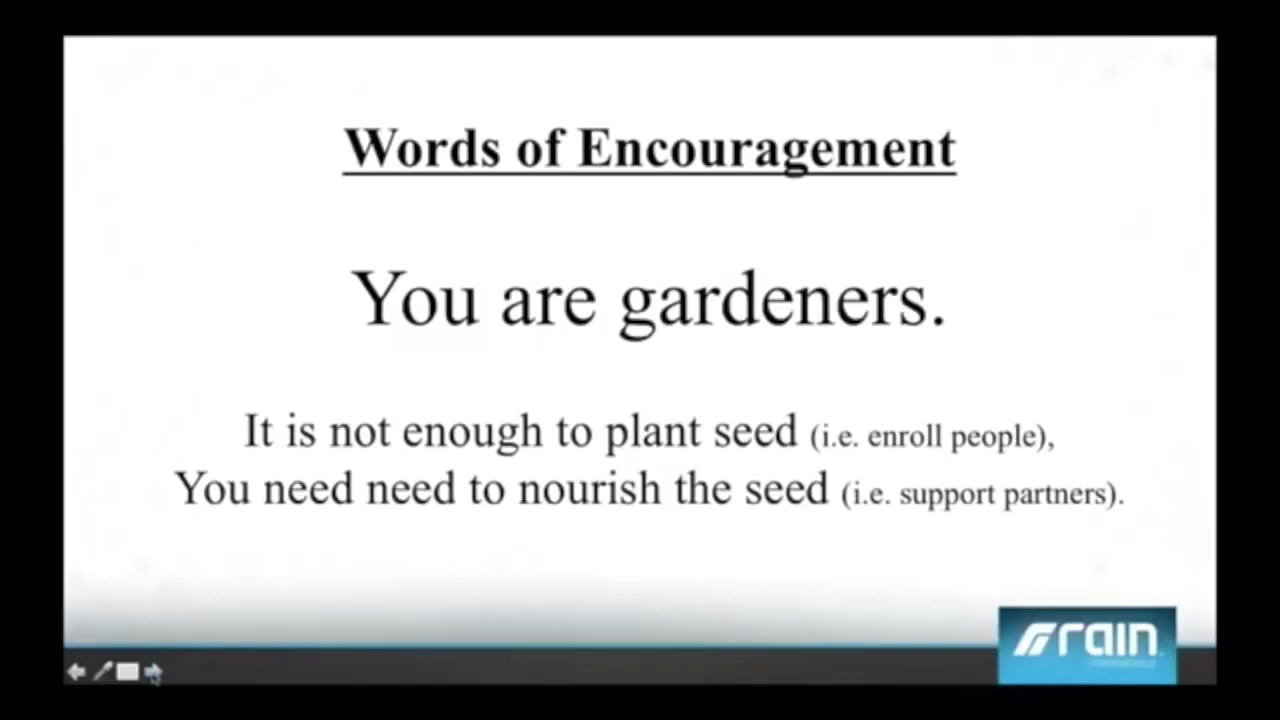 Words of Encouragement
You are gardeners.
It is not enough to plant seed (i.e. enroll people),
You need need to nourish the seed (i.e. support partners).
rain